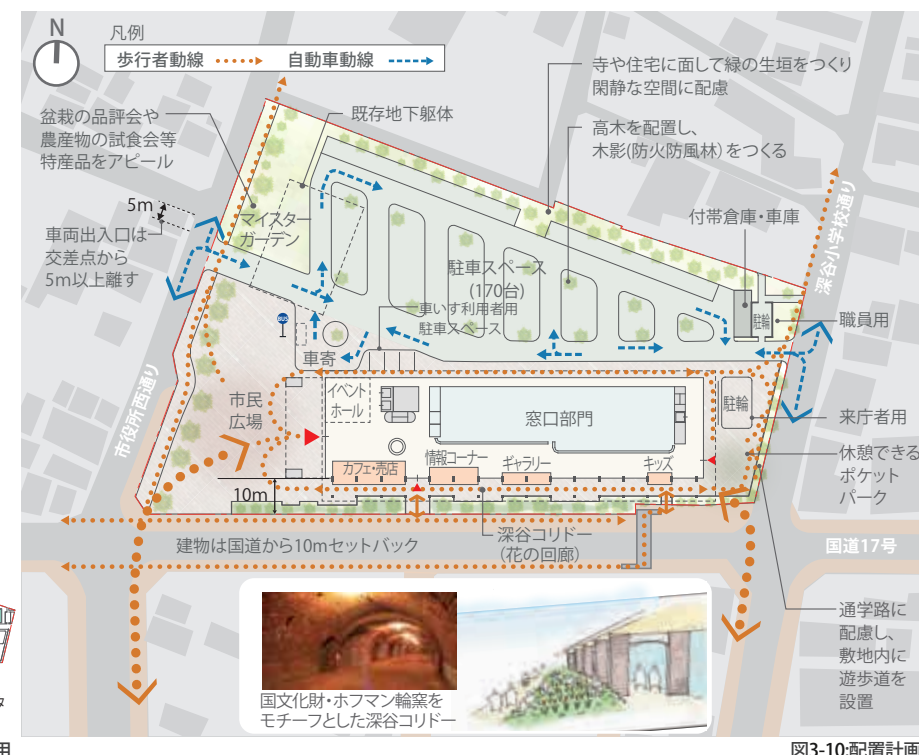 N
凡例
歩行者動線
自動車動線
盆栽の品評会や
農産物の試食会等
特産品をアピール
既存地下躯体
寺や住宅に面して緑の生垣をつくり
閑静な空間に配慮
高木を配置し、
木影(防火防風林)をつくる
付帯倉庫・車庫
深谷小学校通り
5m
車両出入口は
交差点から
5m以上離す
マイスター
ガーデン
駐車スペース
(170台)
車いす利用者用
駐車スペース
駐輪
職員用
BUS
車寄
市役所西通り
市民
広場
イベント
ホール
窓口部門
駐輪
来庁者用
カフェ・売店
情報コーナー
ギャラリー
キッズ
休憩できる
ポケット
パーク
10m
建物は国道から10mセットバック
深谷コリドー
(花の回廊)
国道17号
通学路に
配慮し、
敷地内に
遊歩道を
設置
国文化財・ホフマン輪窯を
モチーフとした深谷コリドー
用
図3-10:配置計画